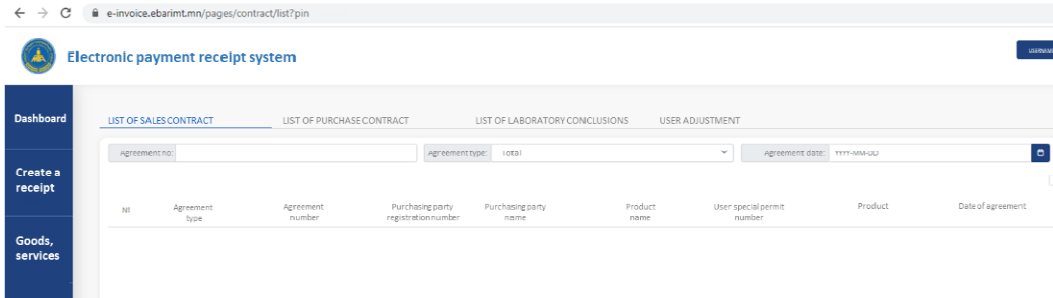 e-invoice.ebarimt.mn/pages/contract/list?pin
Electronic payment receipt system
Dashboard
LIST OF SALES CONTRACT LIST OF PURCHASE CONTRACT LIST OF LABORATORY CONCLUSIONS USER ADJUSTMENT
Agreement no: Agreement type: Total Agreement date: YYYY-MM-DD
Create a
receipt
Agreement Agreement Purchasing party Purchasing party Product User special permit Product Date of agreement
type number registration number name name number
Goods,
services